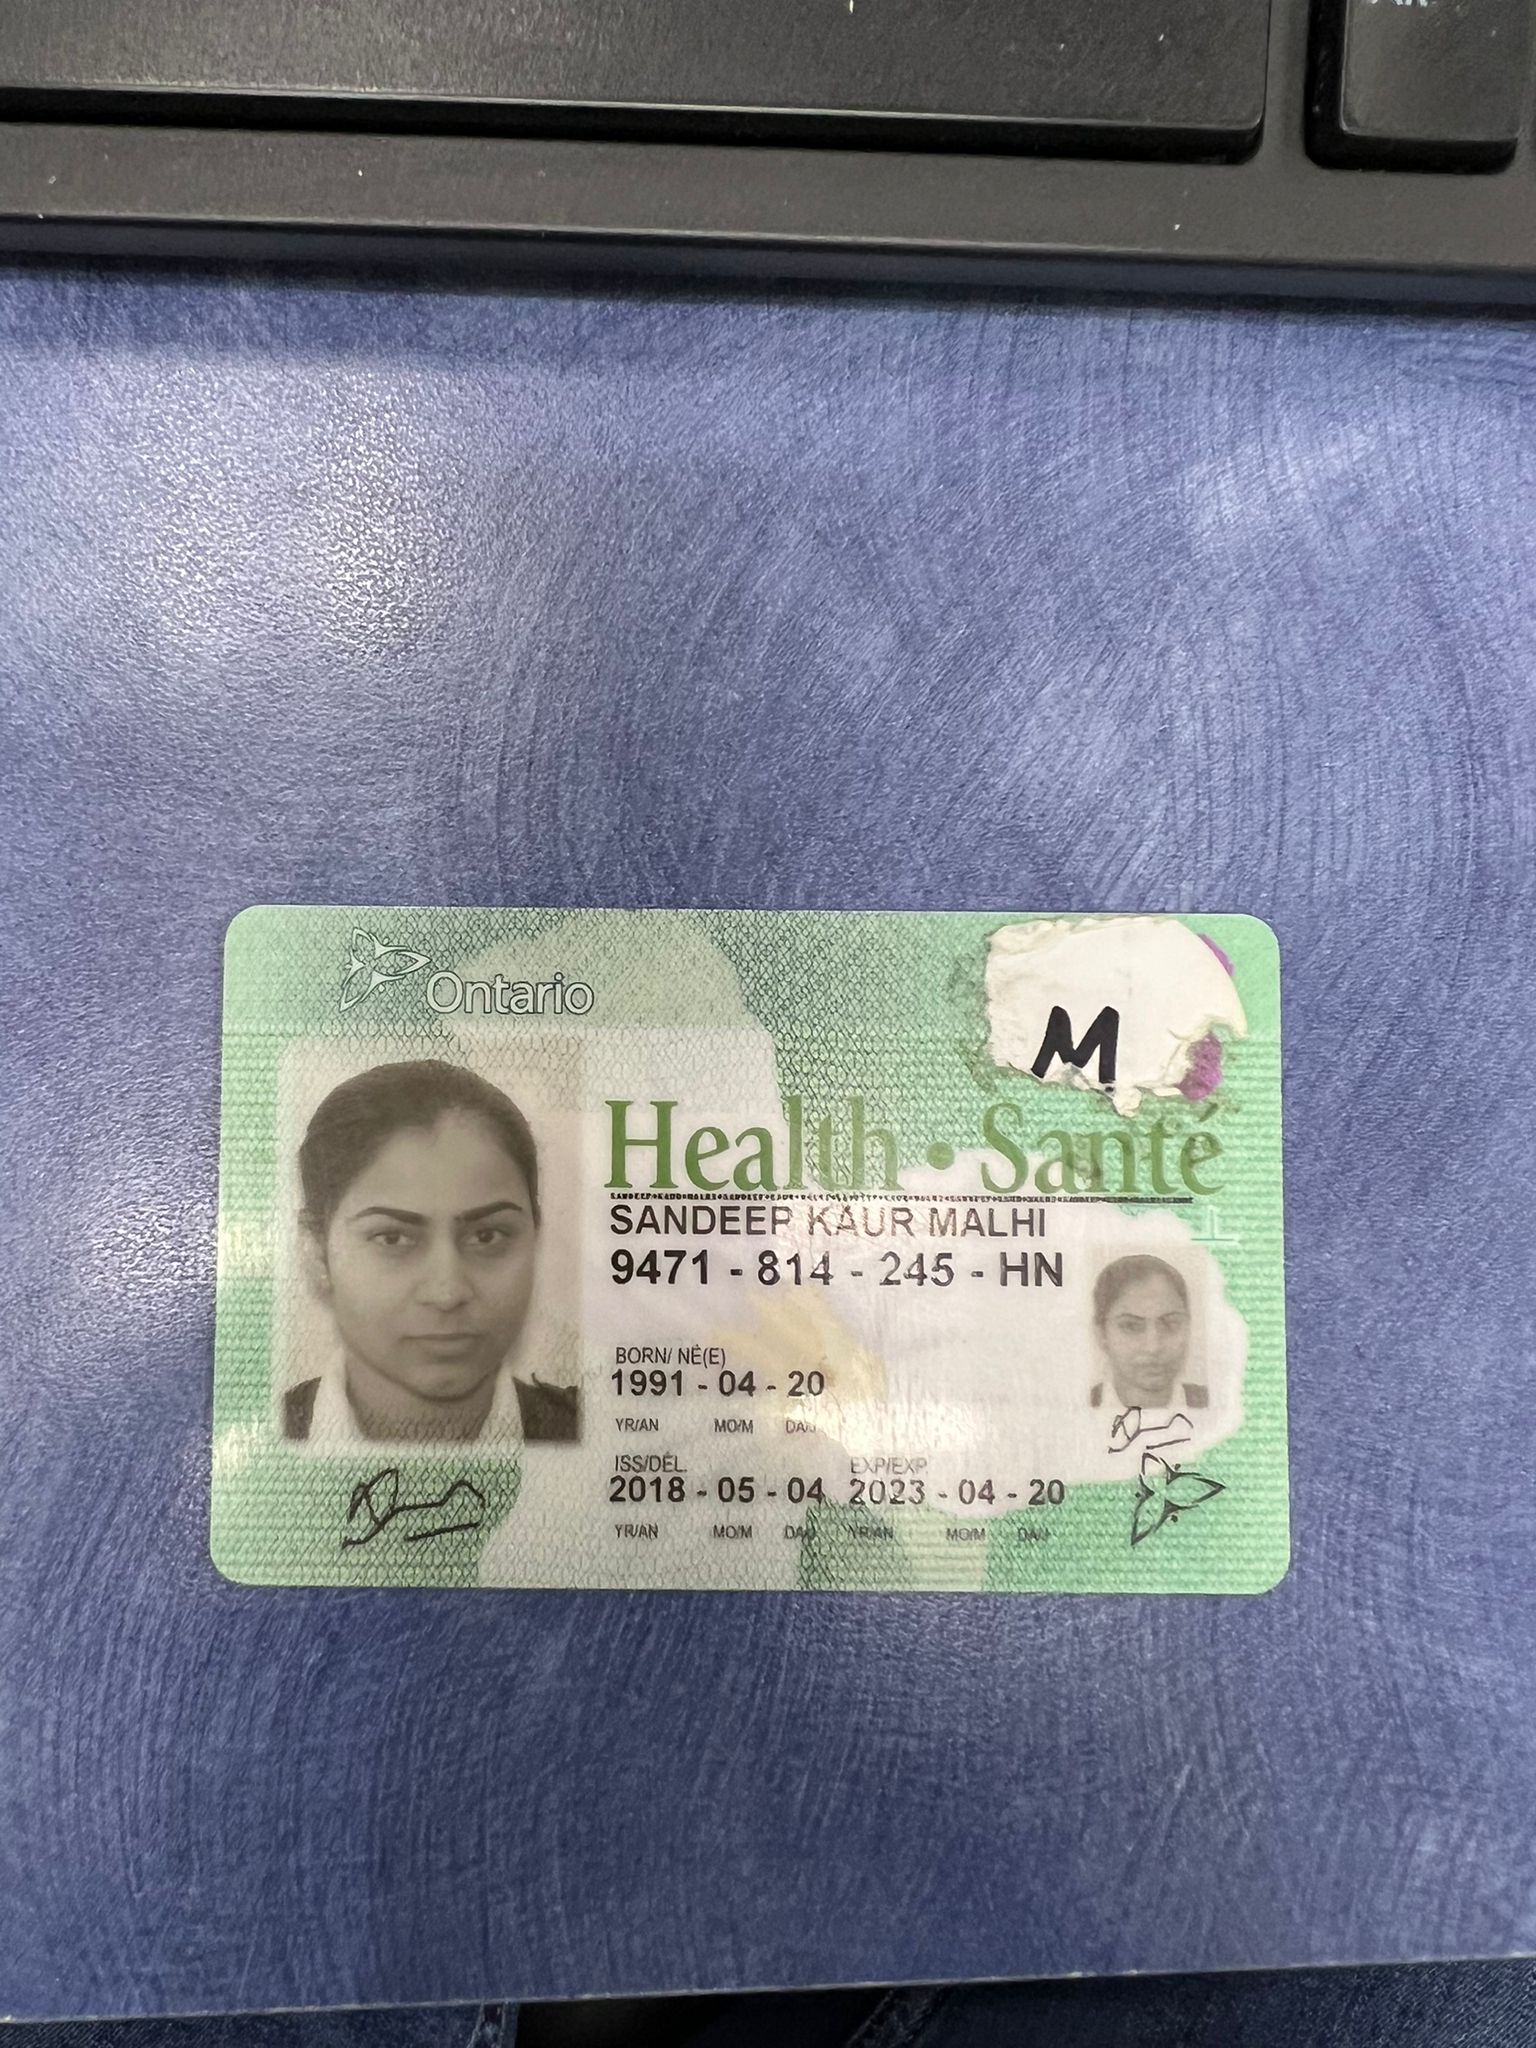 Ontario
M
Health • Santé
SANDEEP KAUR MALHI
9471 - 814 - 245 - HN
BORN/ NÉ(E)
1991 - 04 - 20
YR/AN MO/M DA/J
ISS/DÉL. EXP/EXP.
2018 - 05 - 04 2023 - 04 - 20
YR/AN MO/M DA/J YR/AN MO/M DA/J